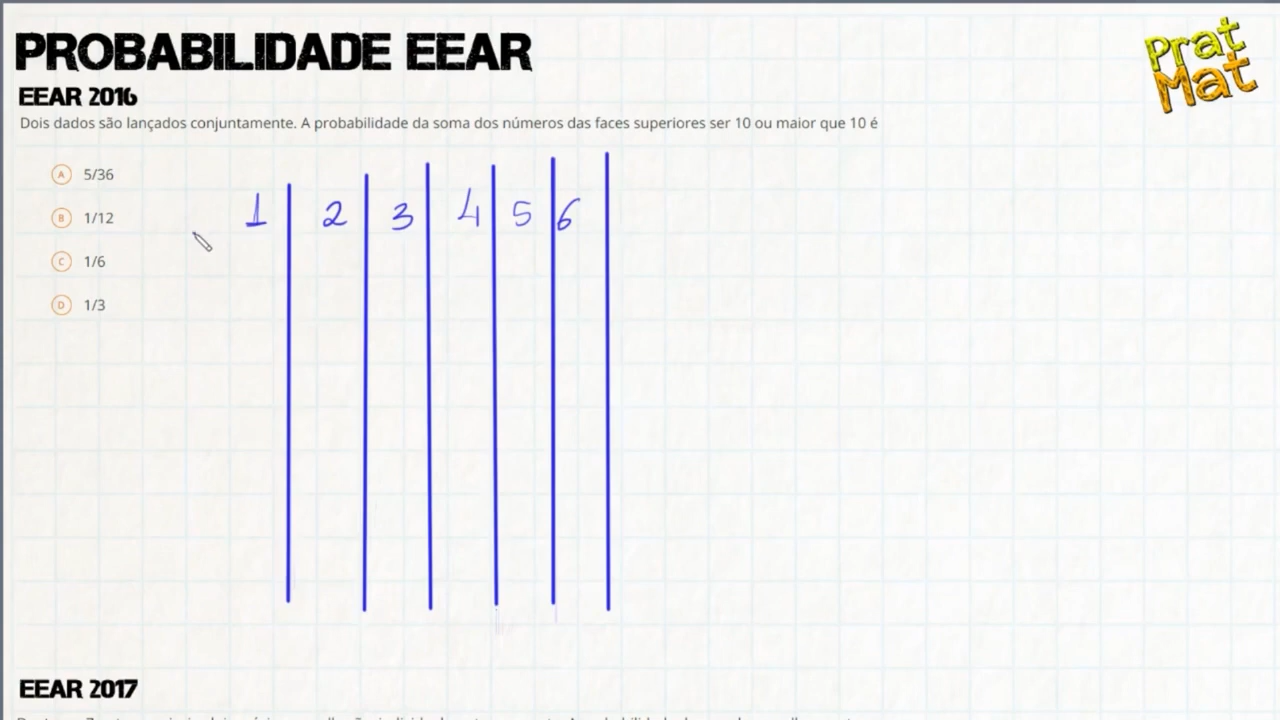 PROBABILIDADE EEAR
Prat
Mat
EEAR 2016
Dois dados são lançados conjuntamente. A probabilidade da soma dos números das faces superiores ser 10 ou maior que 10 é
A 5/36
B 1/12
C 1/6
D 1/3
1 2 3 4 5 6
EEAR 2017